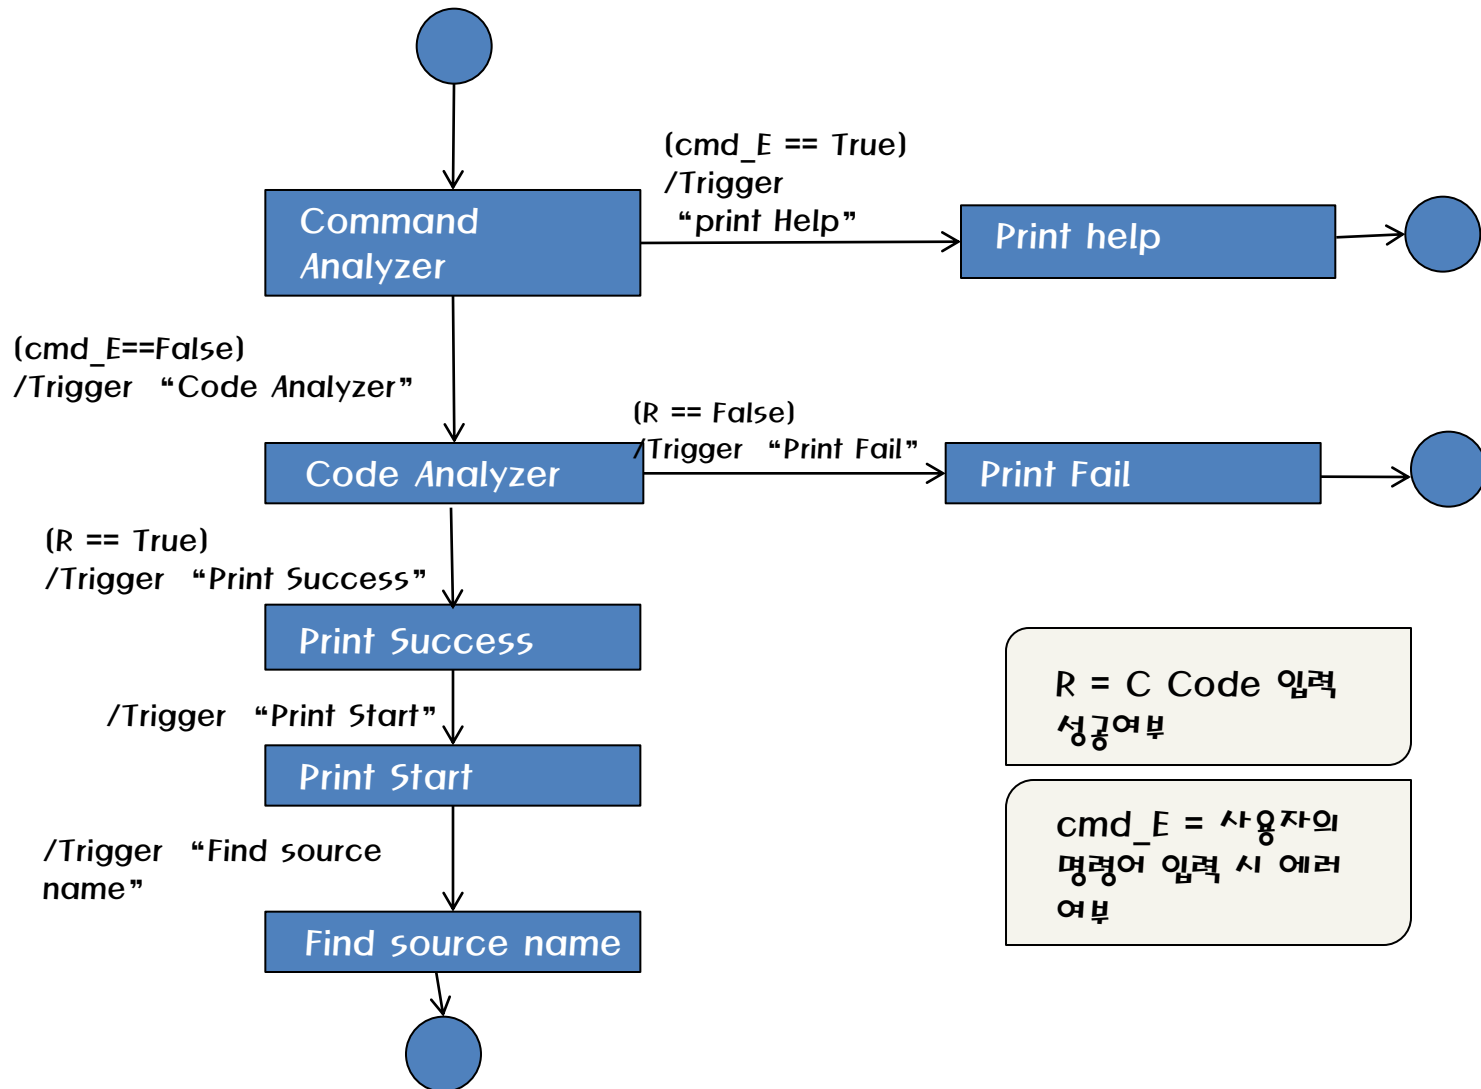 (cmd_E == True)
/Trigger
“print Help”
Command
Analyzer
Print help
(cmd_E==False)
/Trigger “Code Analyzer”
(R == False)
/Trigger “Print Fail”
Code Analyzer
Print Fail
(R == True)
/Trigger “Print Success”
Print Success
/Trigger “Print Start”
Print Start
/Trigger “Find source
name”
Find source name
R = C Code 입력
성공여부
cmd_E = 사용자의
명령어 입력 시 에러
여부